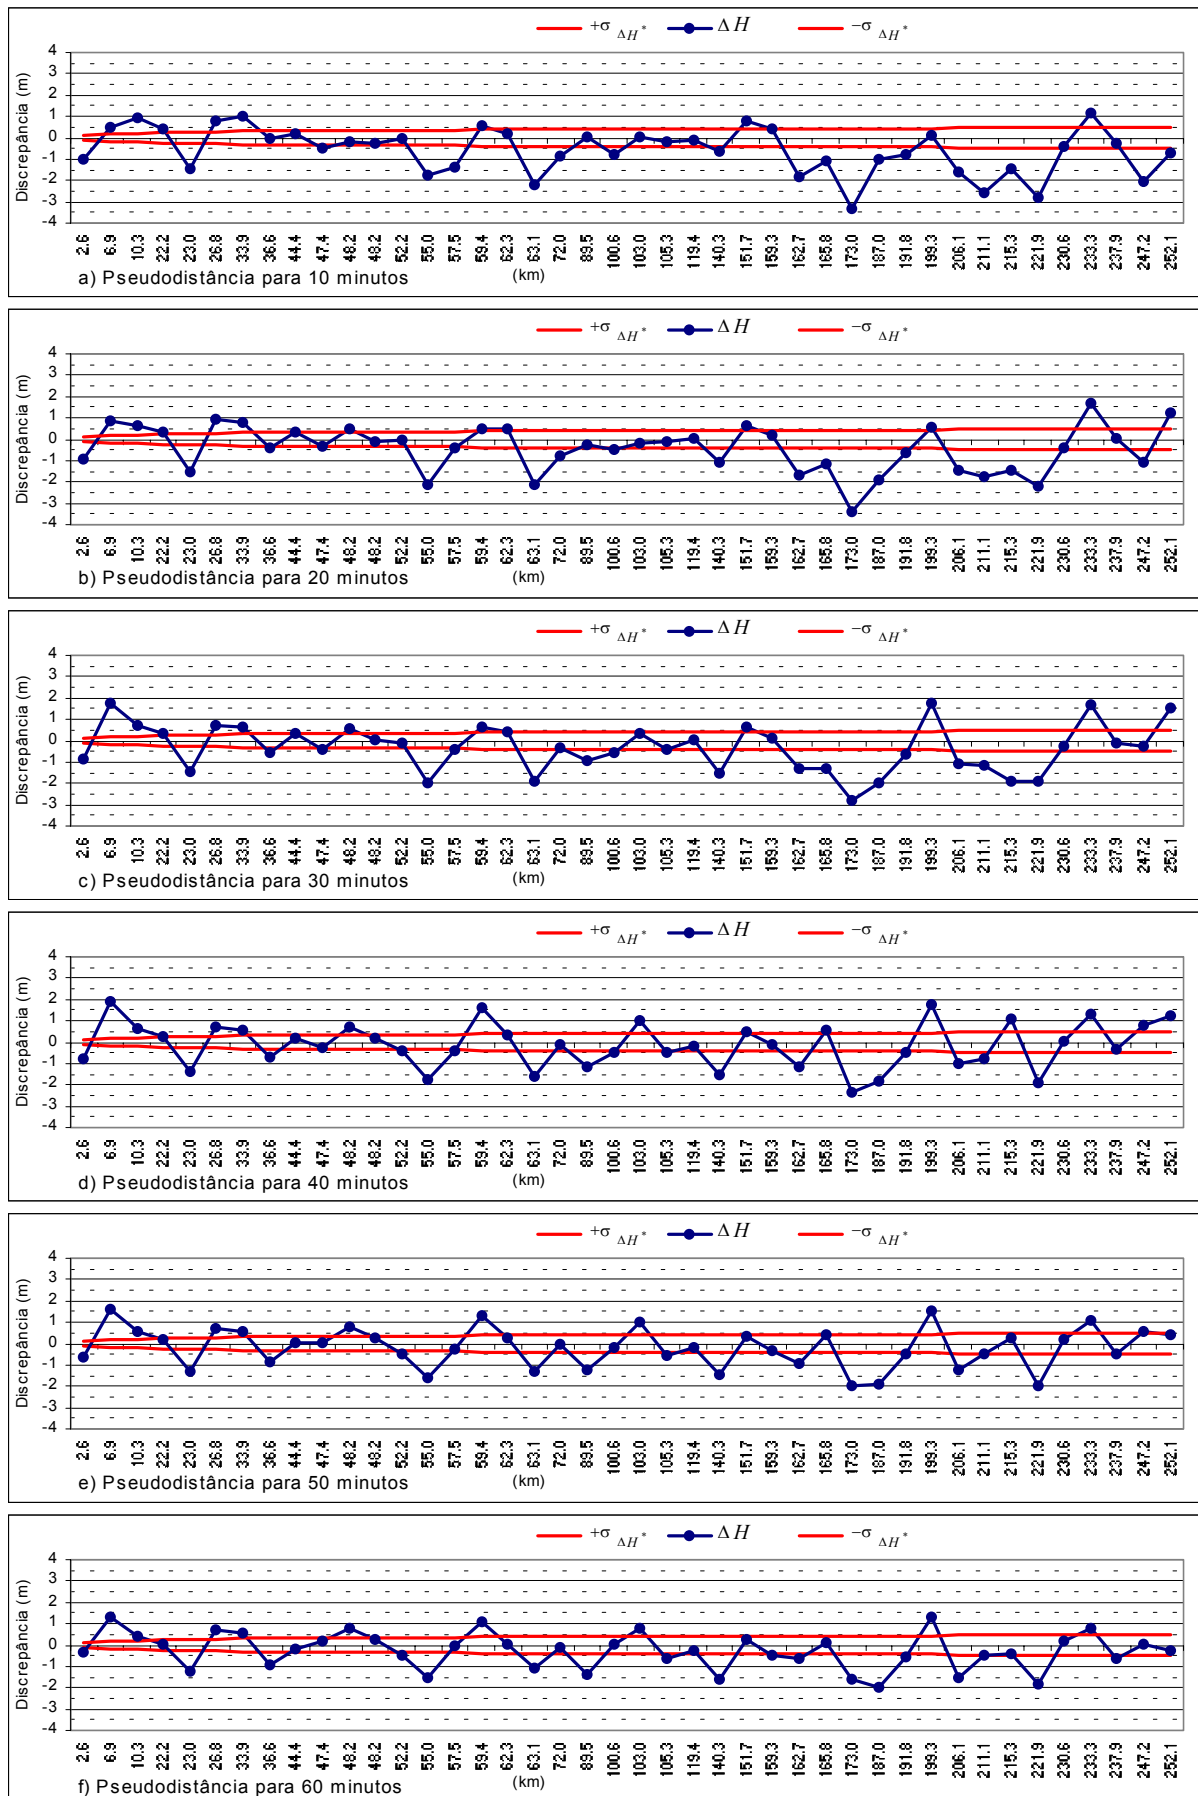 +σ ΔH* ΔH −σ ΔH*
Discrepância (m)
4
3
2
1
0
-1
-2
-3
-4
2.6 6.9 10.3 22.2 23.0 26.8 33.9 36.6 44.4 47.4 48.2 48.2 52.2 55.0 57.5 59.4 62.3 63.1 72.0 89.5 100.6 103.0 105.3 119.4 140.3 151.7 159.3 162.7 165.8 173.0 187.0 191.8 199.3 206.1 211.1 215.3 221.9 230.6 233.3 237.9 247.2 252.1
a) Pseudodistância para 10 minutos (km)
+σ ΔH* ΔH −σ ΔH*
Discrepância (m)
4
3
2
1
0
-1
-2
-3
-4
2.6 6.9 10.3 22.2 23.0 26.8 33.9 36.6 44.4 47.4 48.2 48.2 52.2 55.0 57.5 59.4 62.3 63.1 72.0 89.5 100.6 103.0 105.3 119.4 140.3 151.7 159.3 162.7 165.8 173.0 187.0 191.8 199.3 206.1 211.1 215.3 221.9 230.6 233.3 237.9 247.2 252.1
b) Pseudodistância para 20 minutos (km)
+σ ΔH* ΔH −σ ΔH*
Discrepância (m)
4
3
2
1
0
-1
-2
-3
-4
2.6 6.9 10.3 22.2 23.0 26.8 33.9 36.6 44.4 47.4 48.2 48.2 52.2 55.0 57.5 59.4 62.3 63.1 72.0 89.5 100.6 103.0 105.3 119.4 140.3 151.7 159.3 162.7 165.8 173.0 187.0 191.8 199.3 206.1 211.1 215.3 221.9 230.6 233.3 237.9 247.2 252.1
c) Pseudodistância para 30 minutos (km)
+σ ΔH* ΔH −σ ΔH*
Discrepância (m)
4
3
2
1
0
-1
-2
-3
-4
2.6 6.9 10.3 22.2 23.0 26.8 33.9 36.6 44.4 47.4 48.2 48.2 52.2 55.0 57.5 59.4 62.3 63.1 72.0 89.5 100.6 103.0 105.3 119.4 140.3 151.7 159.3 162.7 165.8 173.0 187.0 191.8 199.3 206.1 211.1 215.3 221.9 230.6 233.3 237.9 247.2 252.1
d) Pseudodistância para 40 minutos (km)
+σ ΔH* ΔH −σ ΔH*
Discrepância (m)
4
3
2
1
0
-1
-2
-3
-4
2.6 6.9 10.3 22.2 23.0 26.8 33.9 36.6 44.4 47.4 48.2 48.2 52.2 55.0 57.5 59.4 62.3 63.1 72.0 89.5 100.6 103.0 105.3 119.4 140.3 151.7 159.3 162.7 165.8 173.0 187.0 191.8 199.3 206.1 211.1 215.3 221.9 230.6 233.3 237.9 247.2 252.1
e) Pseudodistância para 50 minutos (km)
+σ ΔH* ΔH −σ ΔH*
Discrepância (m)
4
3
2
1
0
-1
-2
-3
-4
2.6 6.9 10.3 22.2 23.0 26.8 33.9 36.6 44.4 47.4 48.2 48.2 52.2 55.0 57.5 59.4 62.3 63.1 72.0 89.5 100.6 103.0 105.3 119.4 140.3 151.7 159.3 162.7 165.8 173.0 187.0 191.8 199.3 206.1 211.1 215.3 221.9 230.6 233.3 237.9 247.2 252.1
f) Pseudodistância para 60 minutos (km)